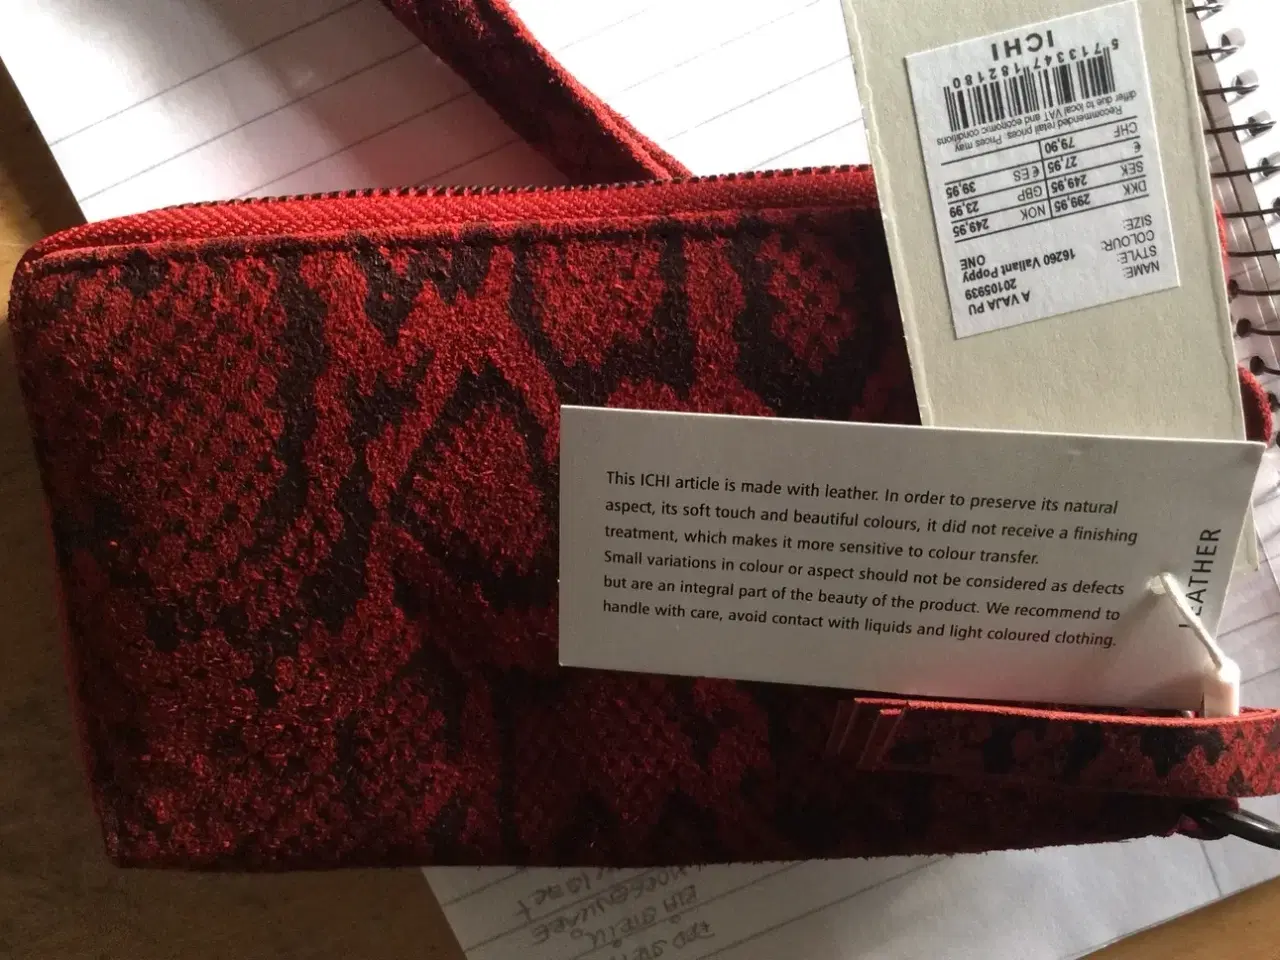 This ICHI article is made with leather. In order to preserve its natural
aspect, its soft touch and beautiful colours, it did not receive a finishing
treatment, which makes it more sensitive to colour transfer.
Small variations in colour or aspect should not be considered as defects
but are an integral part of the beauty of the product. We recommend to
handle with care, avoid contact with liquids and light coloured clothing.
LEATHER
NAME: A VAJA PU
STYLE: 20105939
COLOUR: 16260 Valiant Poppy
SIZE: ONE
DKK 299,95 NOK 249,95
SEK 249,95 GBP 23,99
€ 27,95 € ES 39,95
CHF 79,90
Recommended retail prices. Prices may
differ due to local VAT and economic conditions
5 713347 182180
ICHI